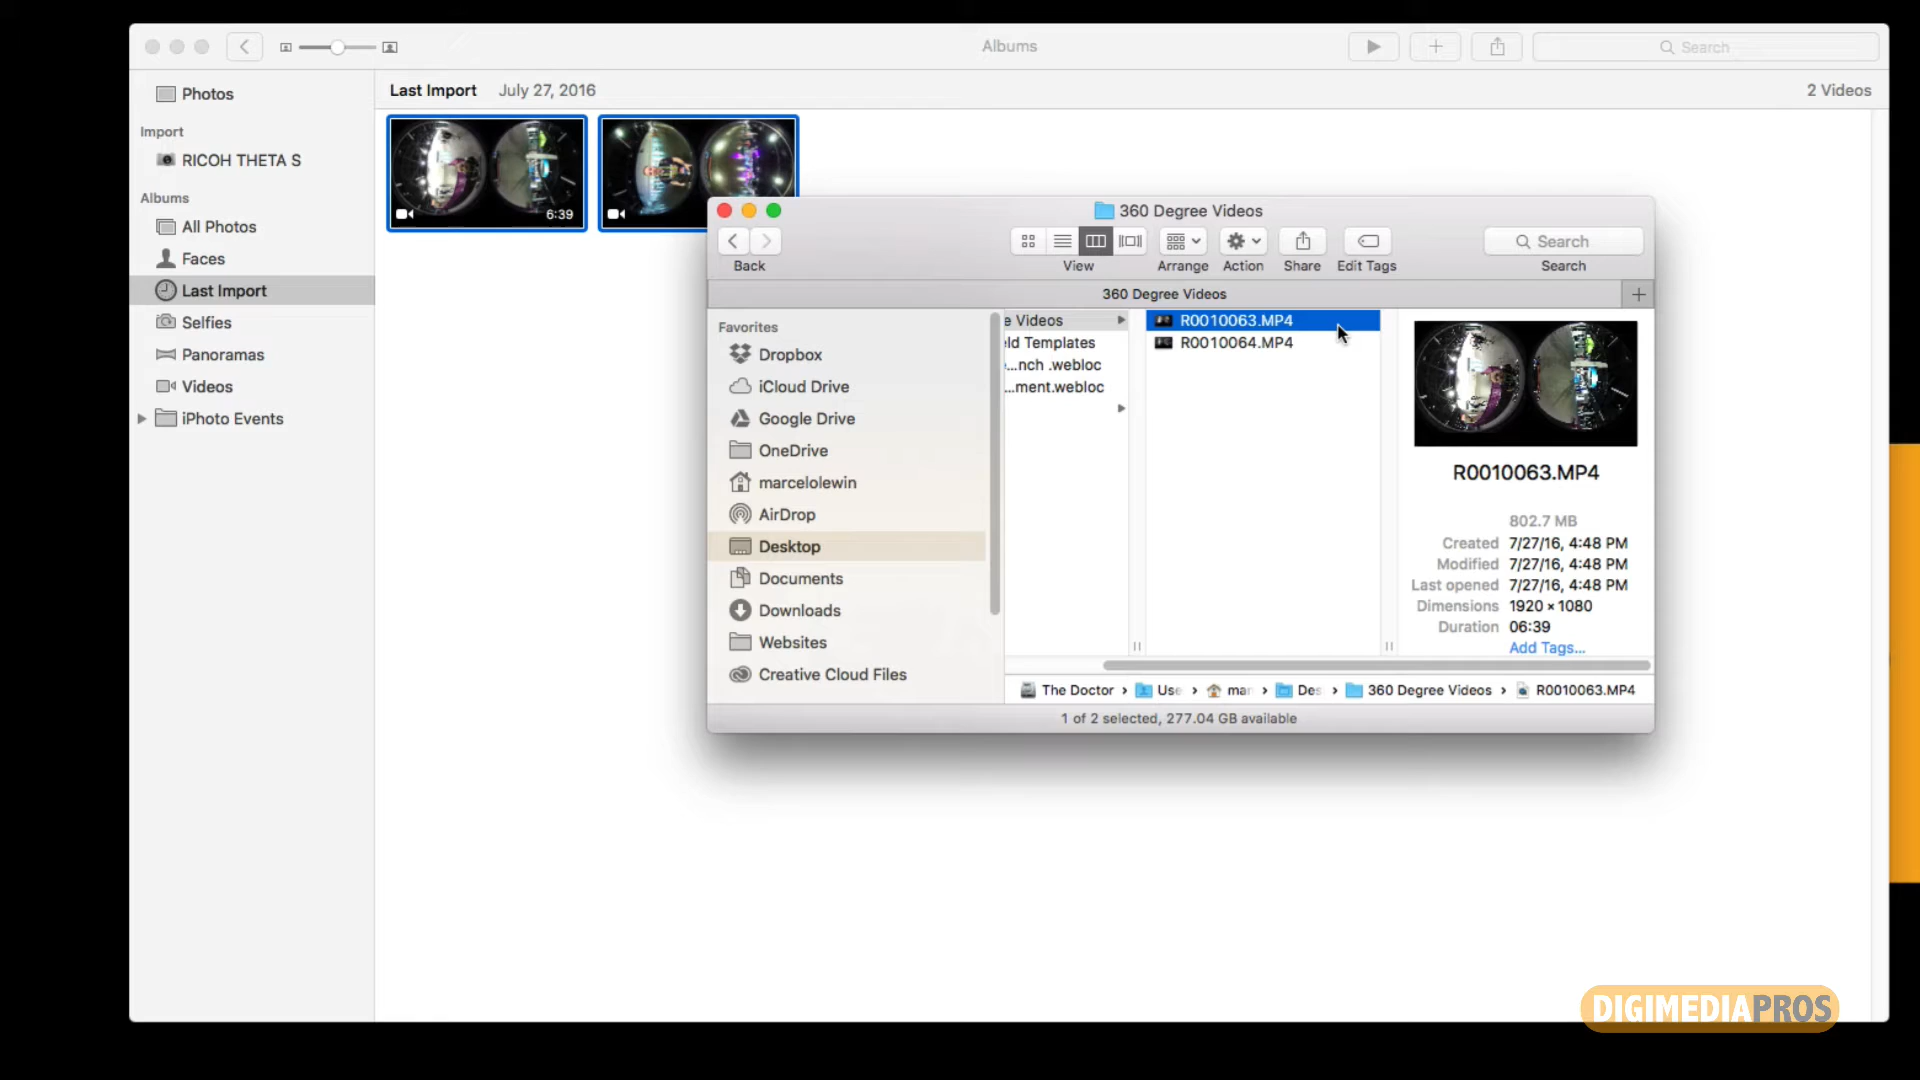 Albums
Search
Photos
Import
RICOH THETA S
Albums
All Photos
Faces
Last Import
Selfies
Panoramas
Videos
iPhoto Events
Last Import July 27, 2016
2 Videos
6:39
360 Degree Videos
Back
View
Arrange
Action
Share
Edit Tags
Search
Search
360 Degree Videos
Favorites
Dropbox
iCloud Drive
Google Drive
OneDrive
marcelolewin
AirDrop
Desktop
Documents
Downloads
Websites
Creative Cloud Files
e Videos
ld Templates
...nch .webloc
...ment.webloc
R0010063.MP4
R0010064.MP4
R0010063.MP4
802.7 MB
Created 7/27/16, 4:48 PM
Modified 7/27/16, 4:48 PM
Last opened 7/27/16, 4:48 PM
Dimensions 1920 × 1080
Duration 06:39
Add Tags...
The Doctor › Use › mar › Des › 360 Degree Videos › R0010063.MP4
1 of 2 selected, 277.04 GB available
DIGIMEDIAPROS